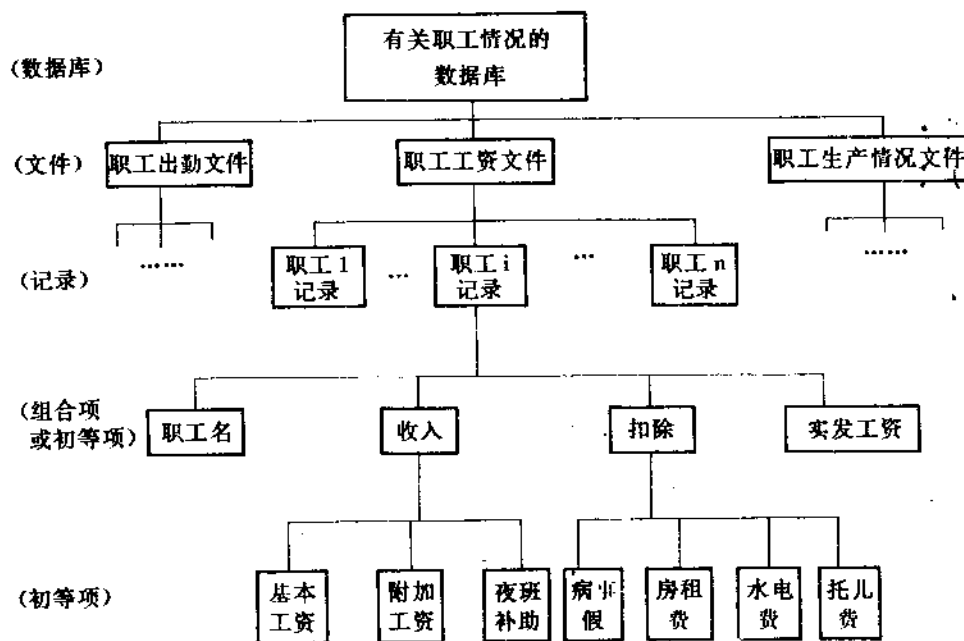 有关职工情况的
数据库
(数据库)
(文件)
职工出勤文件
职工工资文件
职工生产情况文件
……
……
(记录)
职工1
记录
…
职工i
记录
…
职工n
记录
(组合项
或初等项)
职工名
收入
扣除
实发工资
(初等项)
基本
工资
附加
工资
夜班
补助
病事
假
房租
费
水电
费
托儿
费